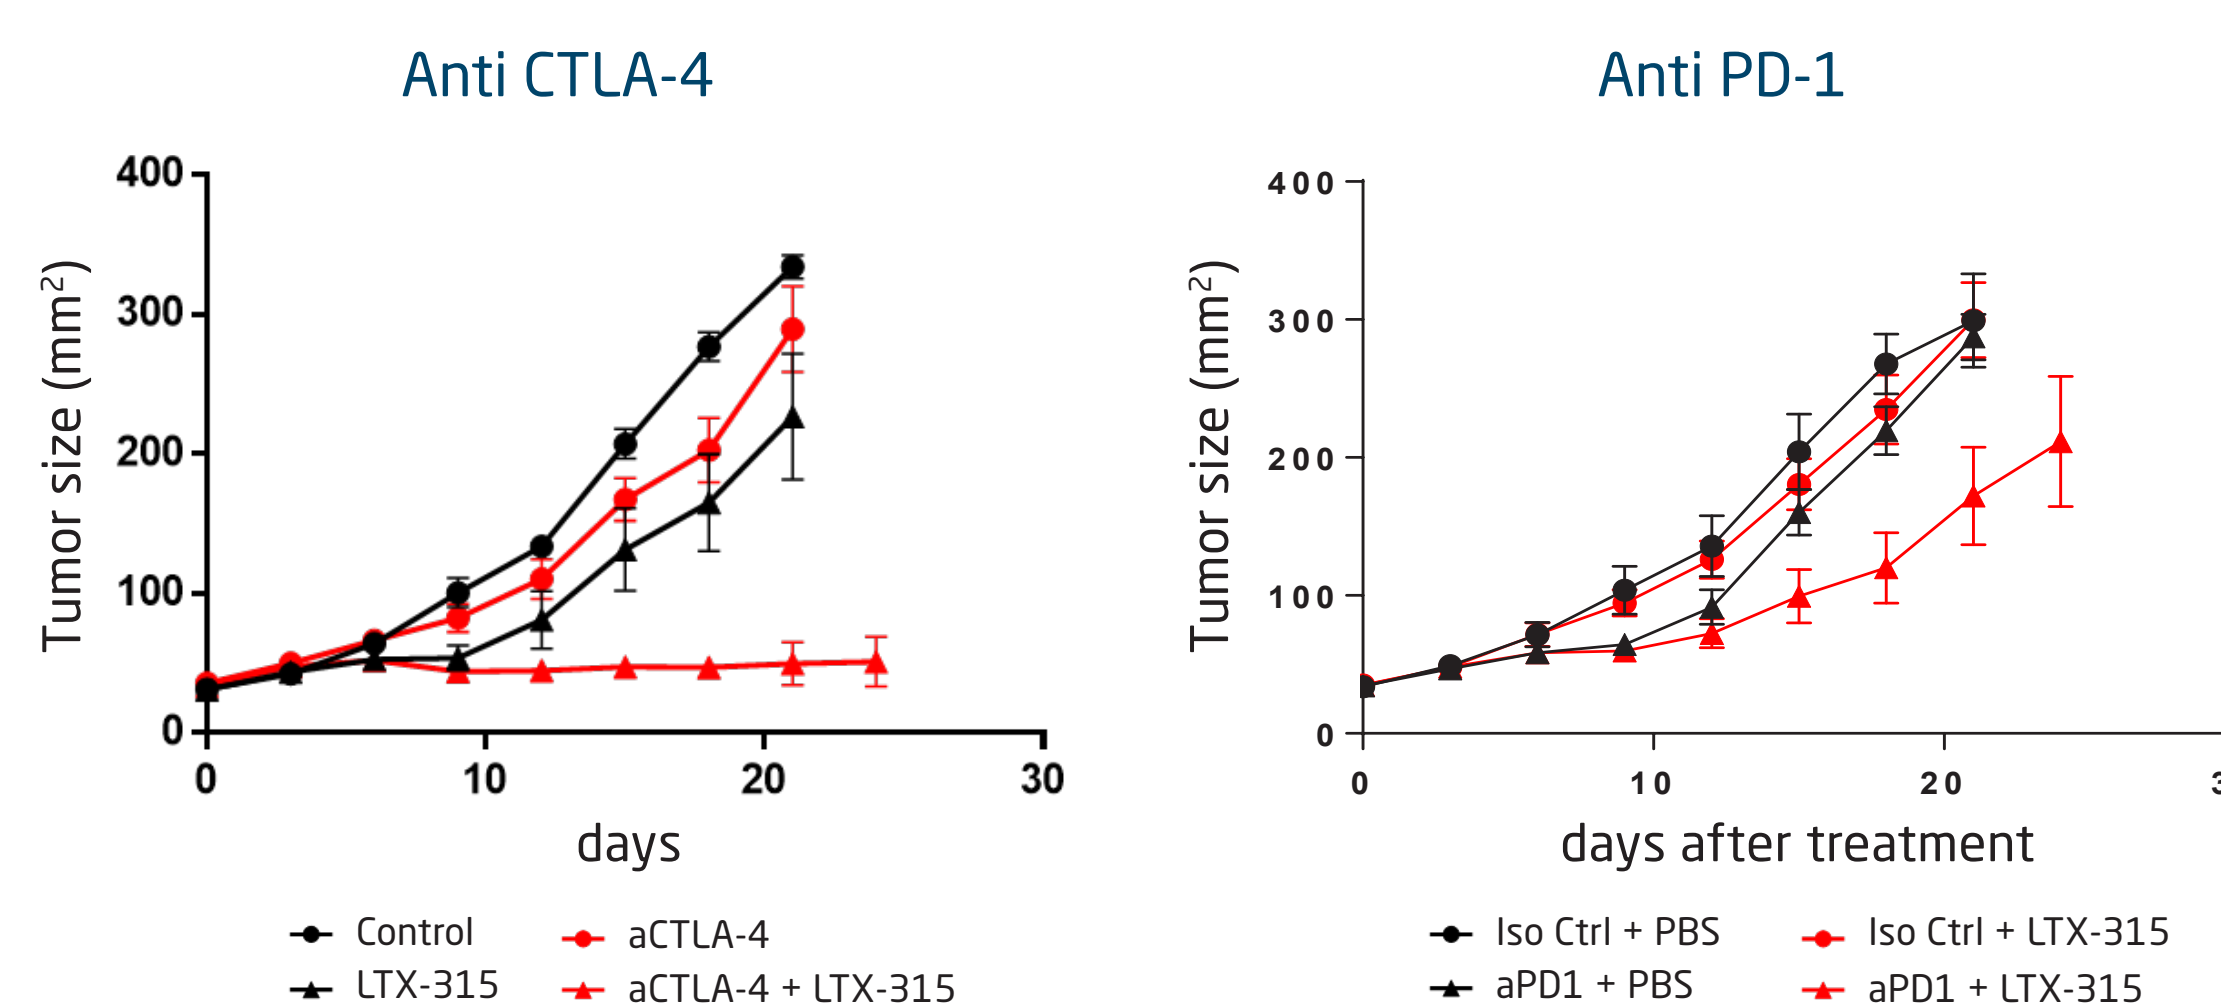 Anti CTLA-4
Tumor size (mm²)
400
300
200
100
0
0 10 20 30
days
Control
aCTLA-4
LTX-315
aCTLA-4 + LTX-315
Anti PD-1
Tumor size (mm²)
400
300
200
100
0
0 10 20 3
days after treatment
Iso Ctrl + PBS
Iso Ctrl + LTX-315
aPD1 + PBS
aPD1 + LTX-315